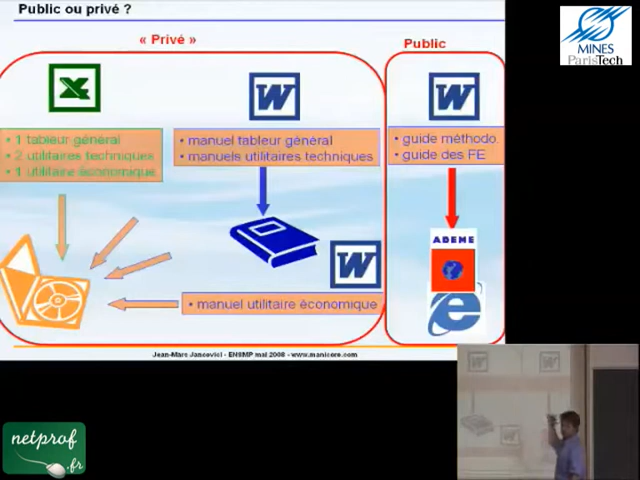 Public ou privé ?
« Privé »
Public
MINES
ParisTech
X
W
W
• 1 tableur général
• 2 utilitaires techniques
• 1 utilitaire économique
• manuel tableur général
• manuels utilitaires techniques
• guide méthodo.
• guide des FE
ADEME
W
• manuel utilitaire économique
Jean-Marc Jancovici - ENSMP mai 2008 - www.manicore.com
netprof
.fr